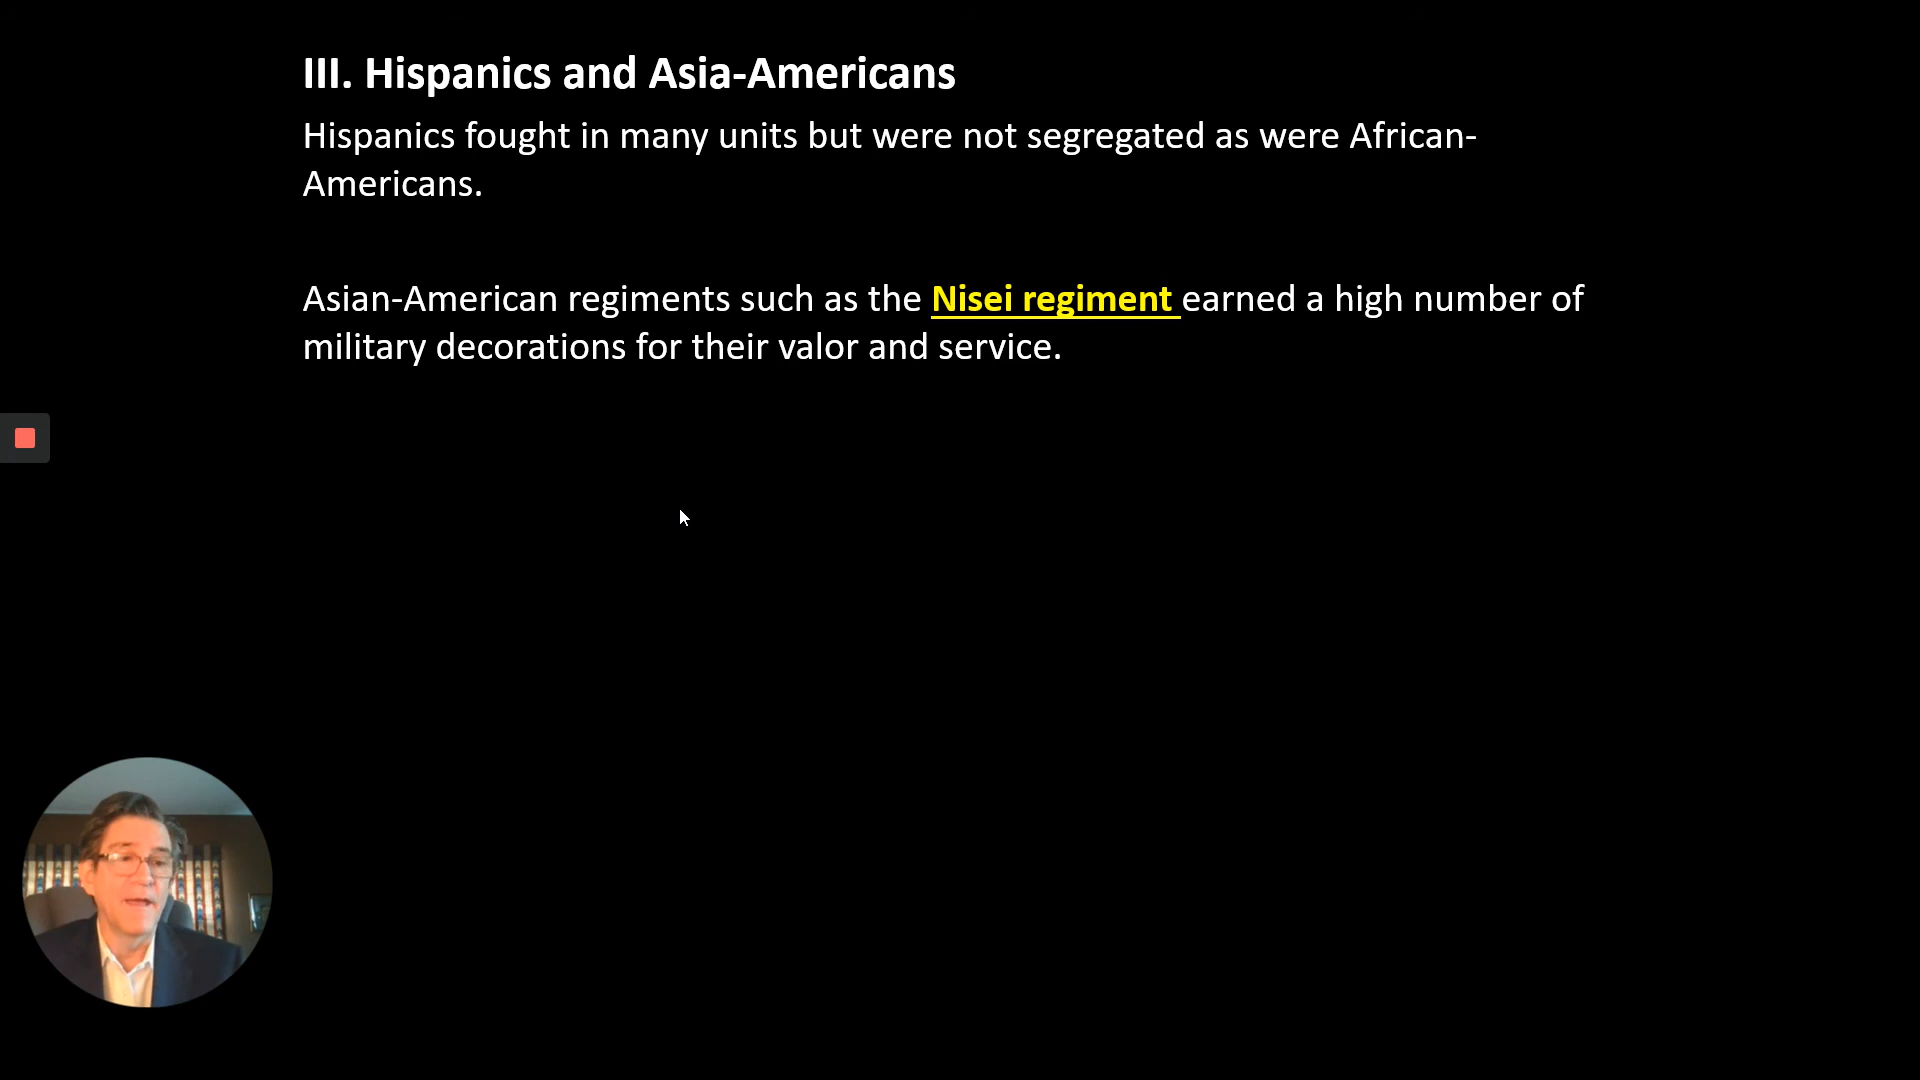 III. Hispanics and Asia-Americans
Hispanics fought in many units but were not segregated as were African-
Americans.
Asian-American regiments such as the Nisei regiment earned a high number of
military decorations for their valor and service.